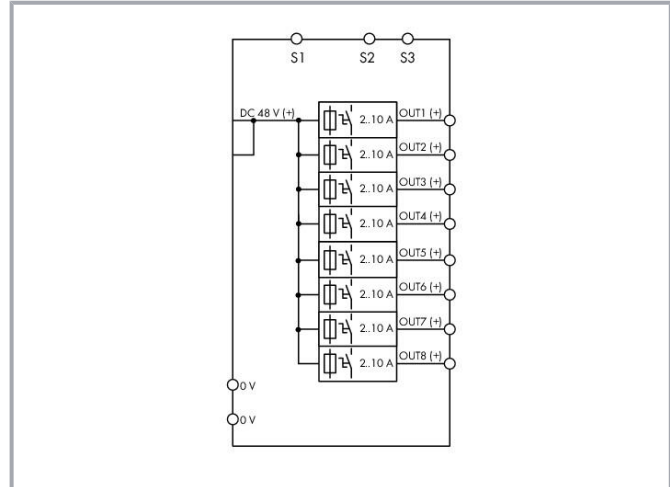 S1 S2 S3
DC 48 V (+) 2..10 A OUT1 (+)
2..10 A OUT2 (+)
2..10 A OUT3 (+)
2..10 A OUT4 (+)
2..10 A OUT5 (+)
2..10 A OUT6 (+)
2..10 A OUT7 (+)
2..10 A OUT8 (+)
0 V
0 V